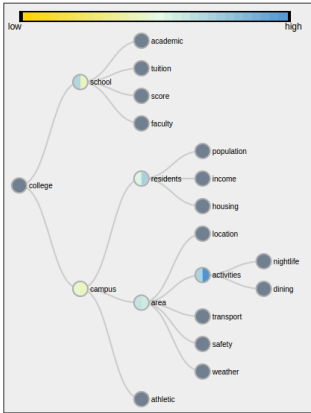 low high
academic
tuition
school
score
faculty
population
residents
income
college
housing
location
nightlife
activities
dining
campus
area
transport
safety
weather
athletic